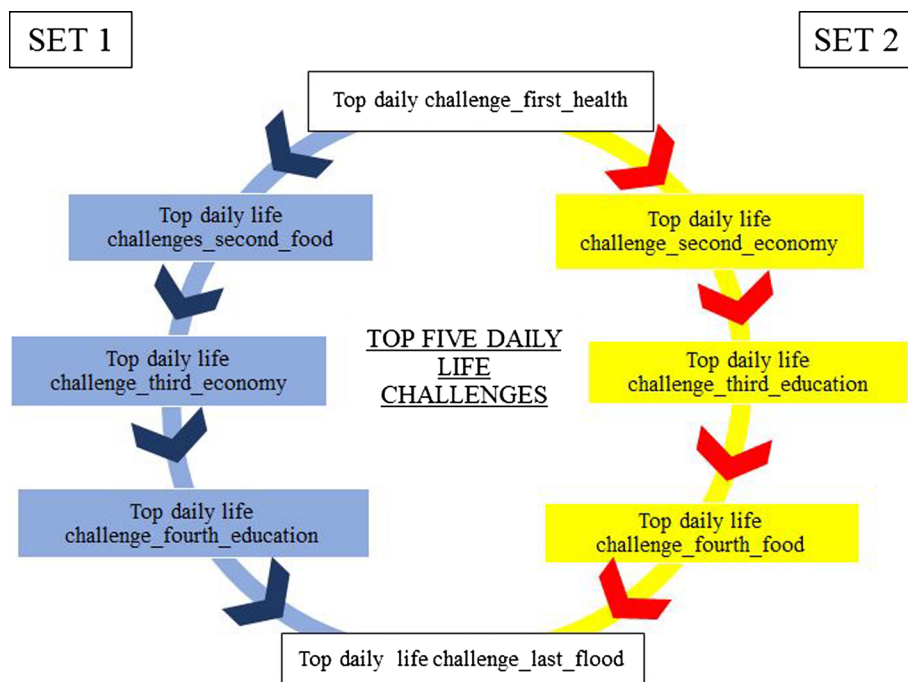 SET 1
SET 2
Top daily challenge_first_health
Top daily life
challenges_second_food
Top daily life
challenge_second_economy
Top daily life
challenge_third_economy
TOP FIVE DAILY
LIFE
CHALLENGES
Top daily life
challenge_third_education
Top daily life
challenge_fourth_education
Top daily life
challenge_fourth_food
Top daily life challenge_last_flood